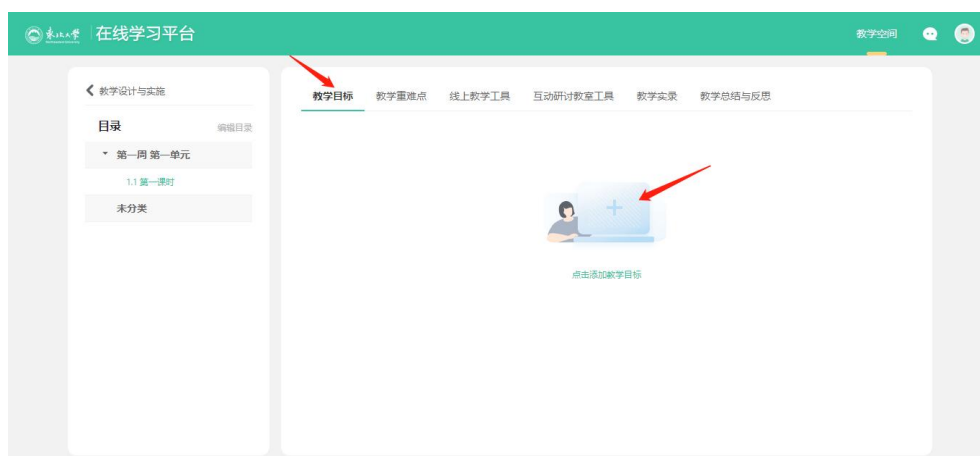 东北大学 在线学习平台
教学空间
教学设计与实施
目录 编辑目录
第一周 第一单元
1.1 第一课时
未分类
教学目标 教学重难点 线上教学工具 互动研讨教室工具 教学实录 教学总结与反思
点击添加教学目标